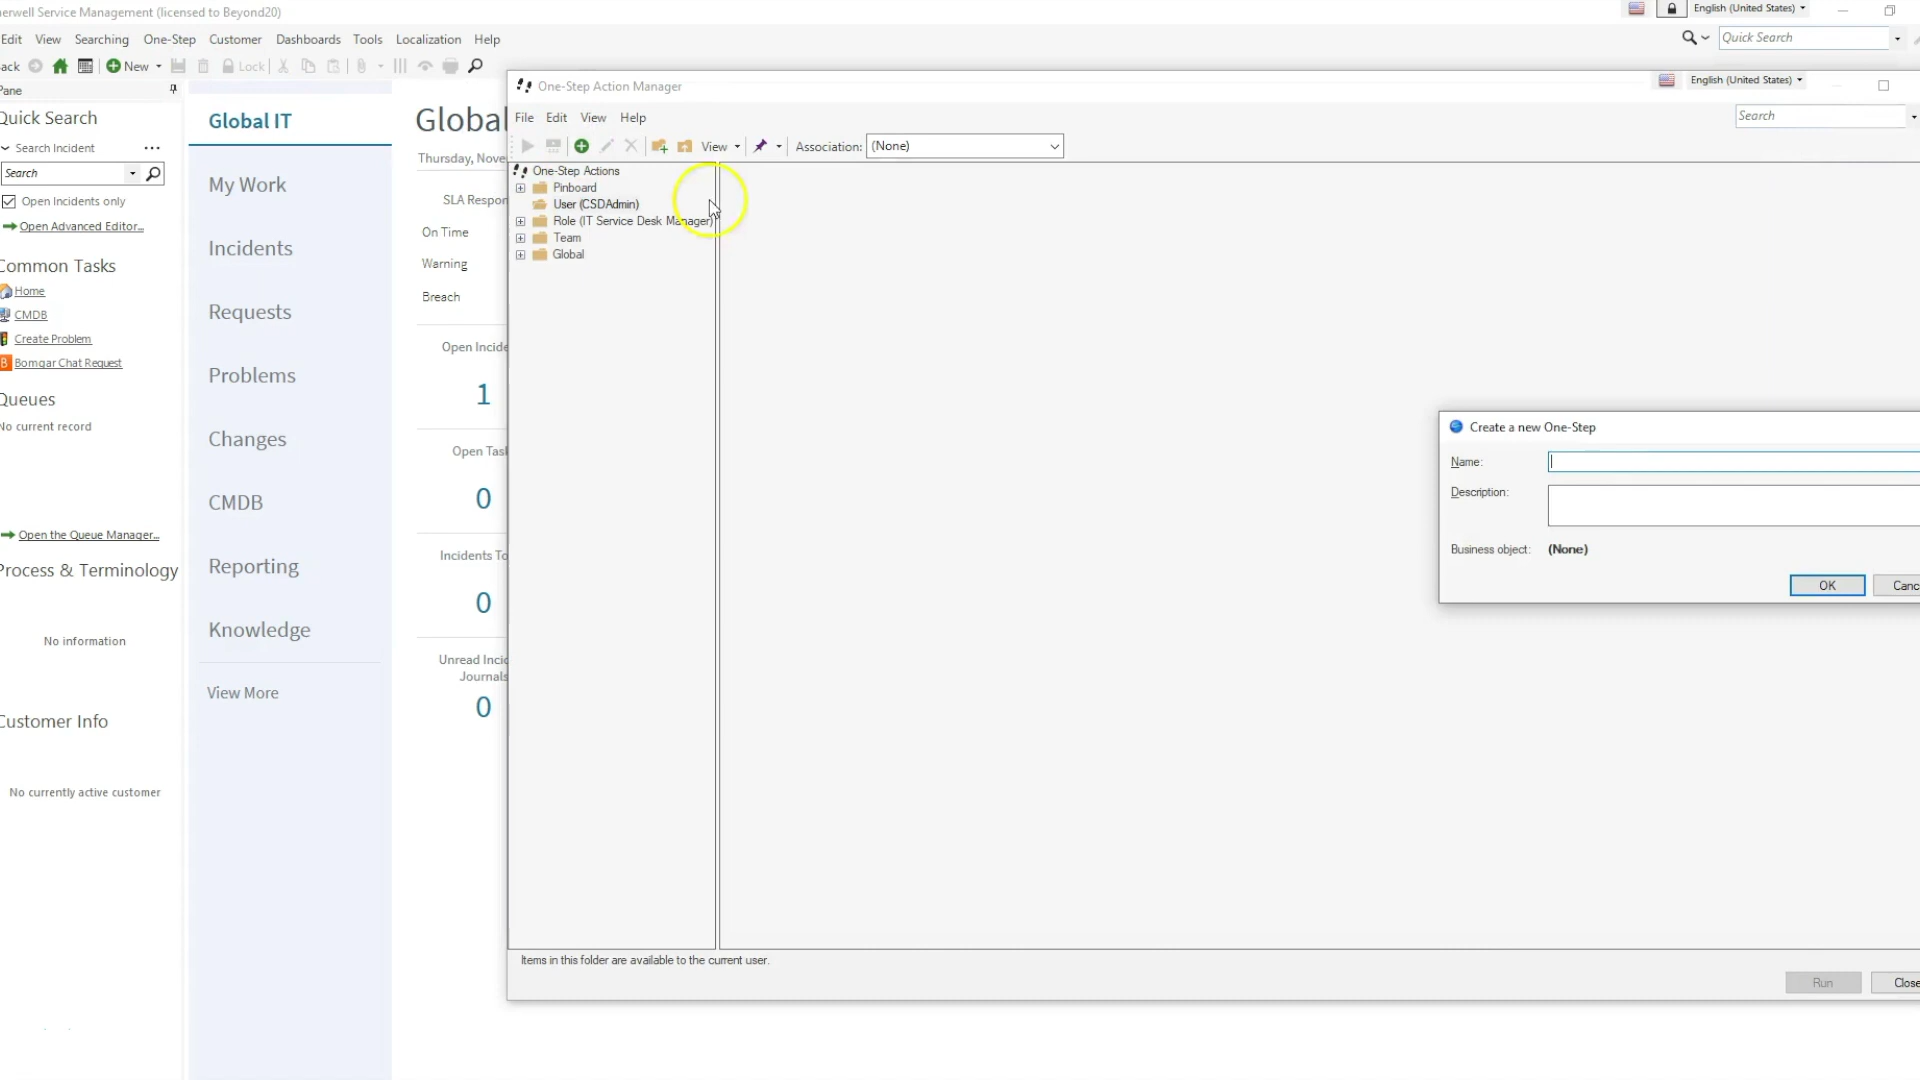 erwell Service Management (licensed to Beyond20)
English (United States)
Edit View Searching One-Step Customer Dashboards Tools Localization Help
Quick Search
ack New Lock
Pane
Quick Search
Search Incident
Search
Open Incidents only
Open Advanced Editor...
Common Tasks
Home
CMDB
Create Problem
Bomgar Chat Request
Queues
No current record
Open the Queue Manager...
Process & Terminology
No information
Customer Info
No currently active customer
Global IT
My Work
Incidents
Requests
Problems
Changes
CMDB
Reporting
Knowledge
View More
Global
Thursday, Nove
SLA Respon
On Time
Warning
Breach
Open Incide
1
Open Task
0
Incidents To
0
Unread Incid
Journals
0
One-Step Action Manager
English (United States)
File Edit View Help
Search
View Association: (None)
One-Step Actions
Pinboard
User (CSDAdmin)
Role (IT Service Desk Manager)
Team
Global
Items in this folder are available to the current user.
Run Close
Create a new One-Step
Name:
Description:
Business object: (None)
OK Canc